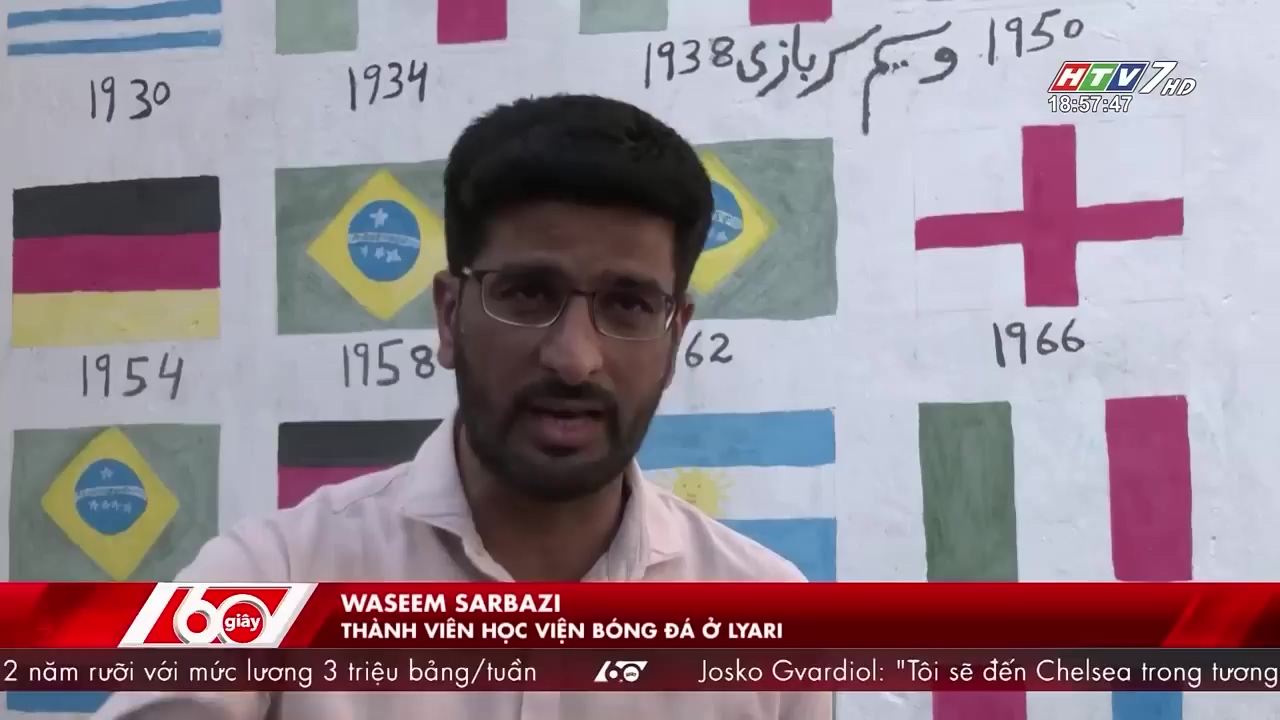 1930
1934
1938
وسیم سربازی
1950
HTV7 HD
18:57:47
1954
1958
62
1966
60 giây
WASEEM SARBAZI
THÀNH VIÊN HỌC VIỆN BÓNG ĐÁ Ở LYARI
2 năm rưỡi với mức lương 3 triệu bảng/tuần 60 giây Josko Gvardiol: "Tôi sẽ đến Chelsea trong tương